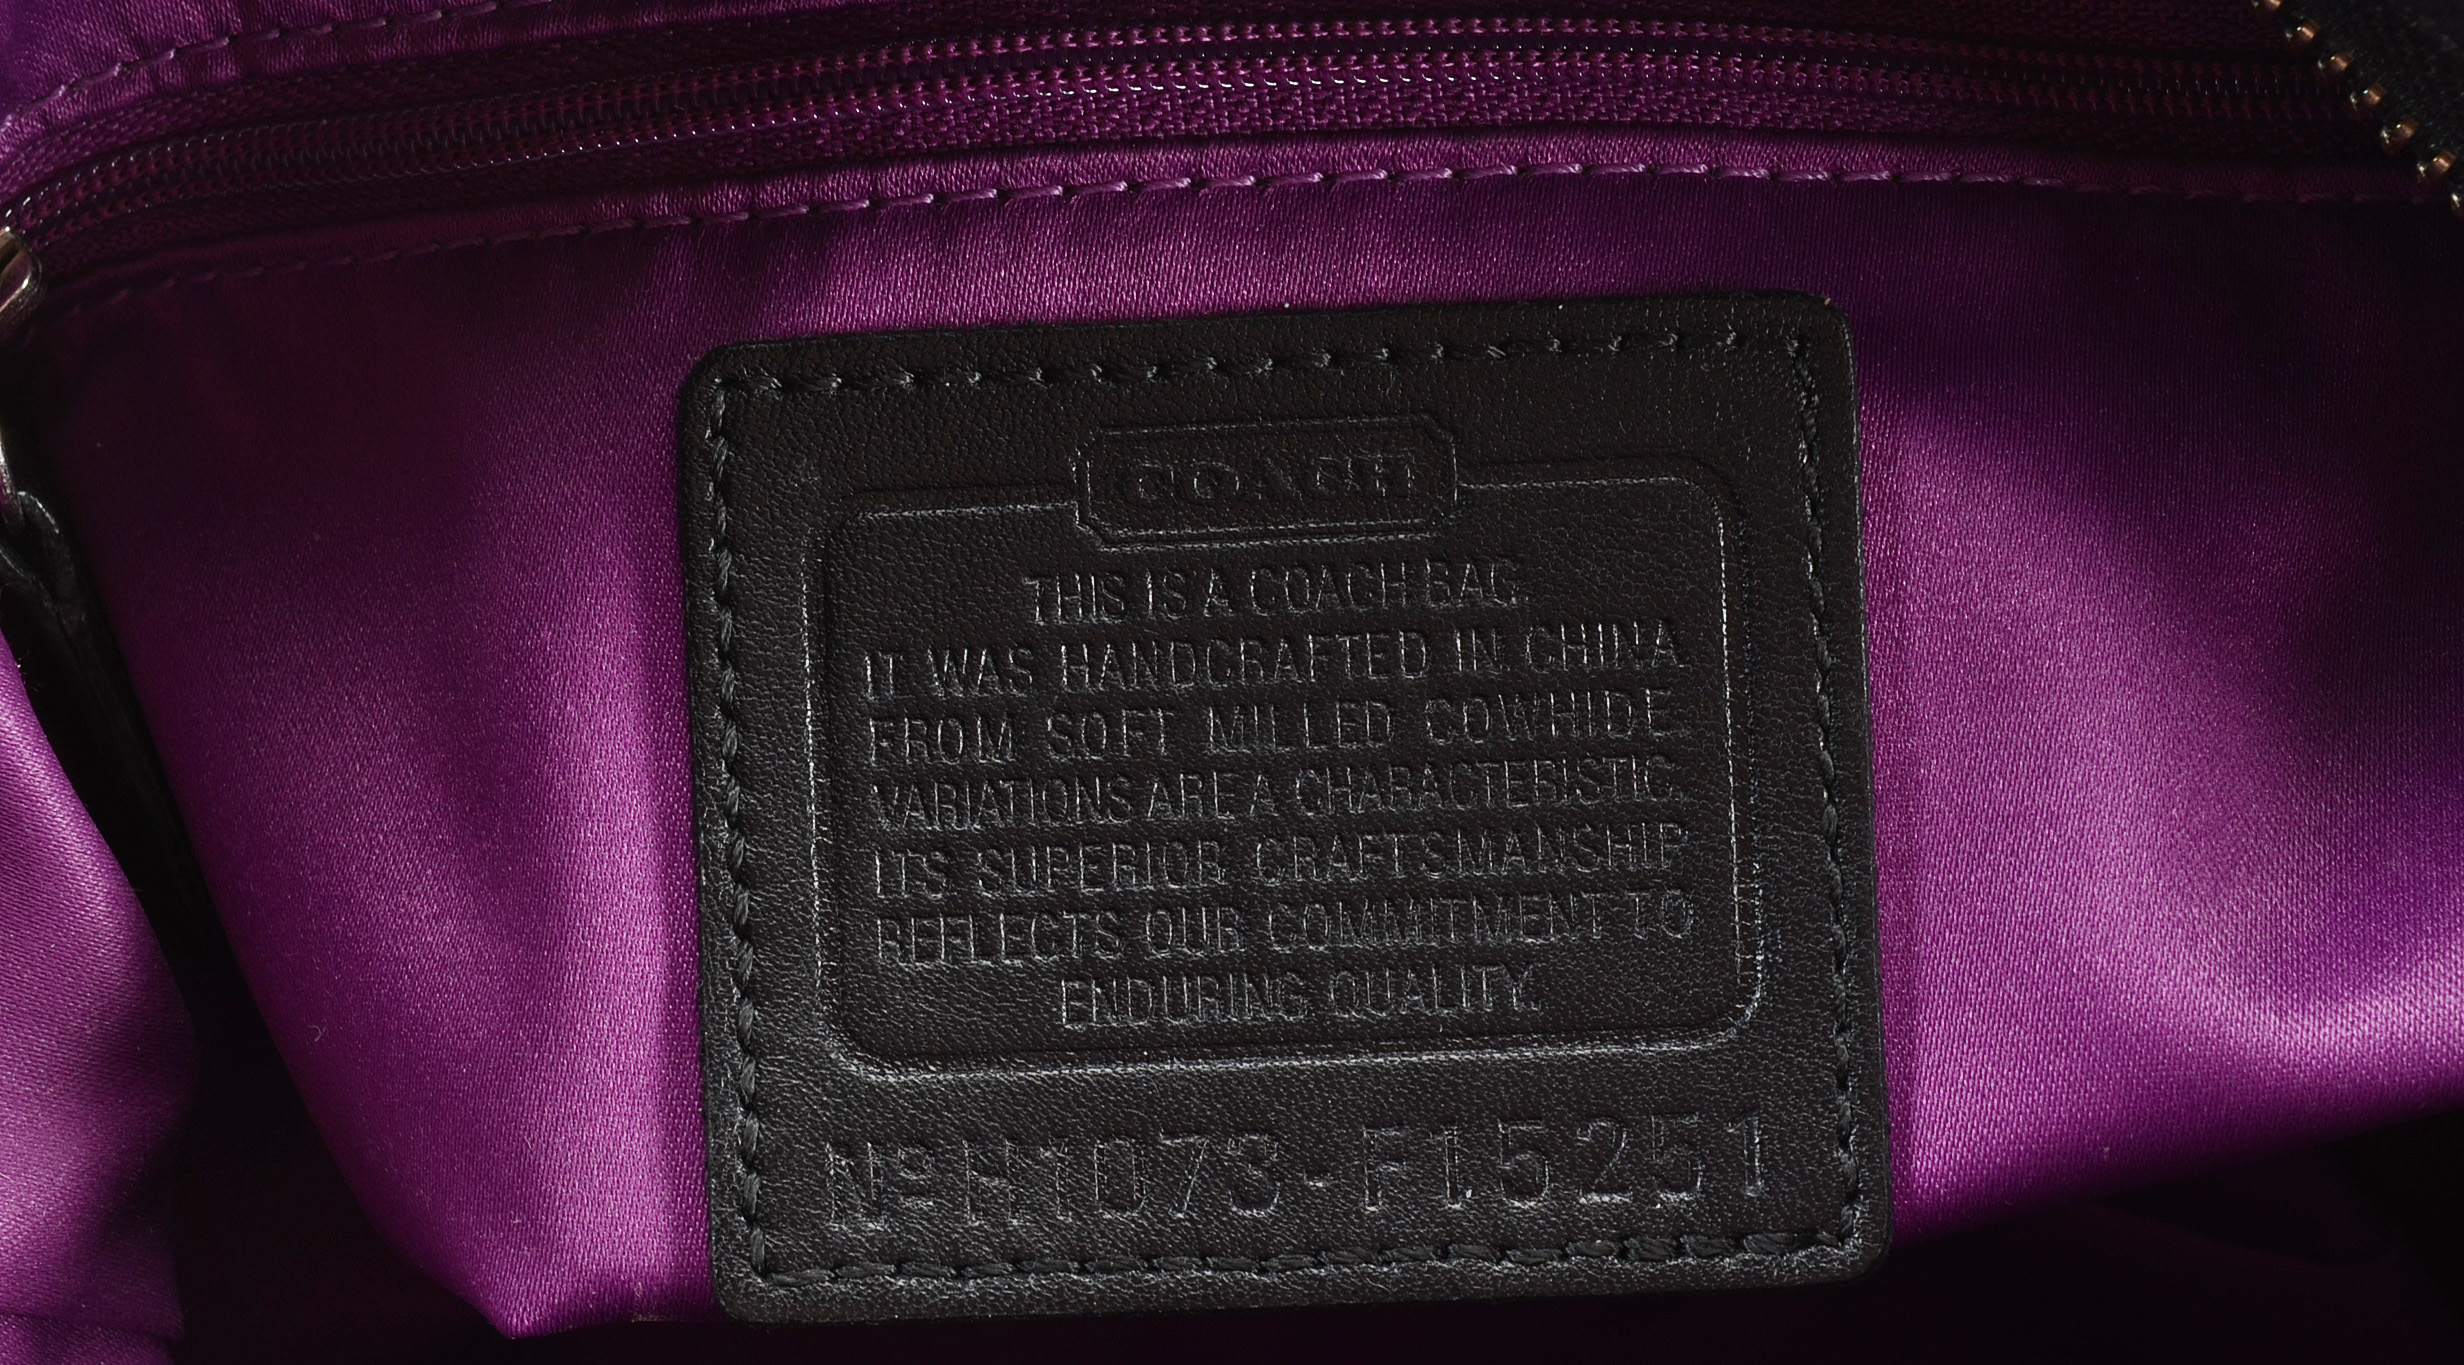 COACH
THIS IS A COACH BAG.
IT WAS HANDCRAFTED IN CHINA
FROM SOFT MILLED COWHIDE.
VARIATIONS ARE A CHARACTERISTIC.
ITS SUPERIOR CRAFTSMANSHIP
REFLECTS OUR COMMITMENT TO
ENDURING QUALITY.
Nº H1073-F15251